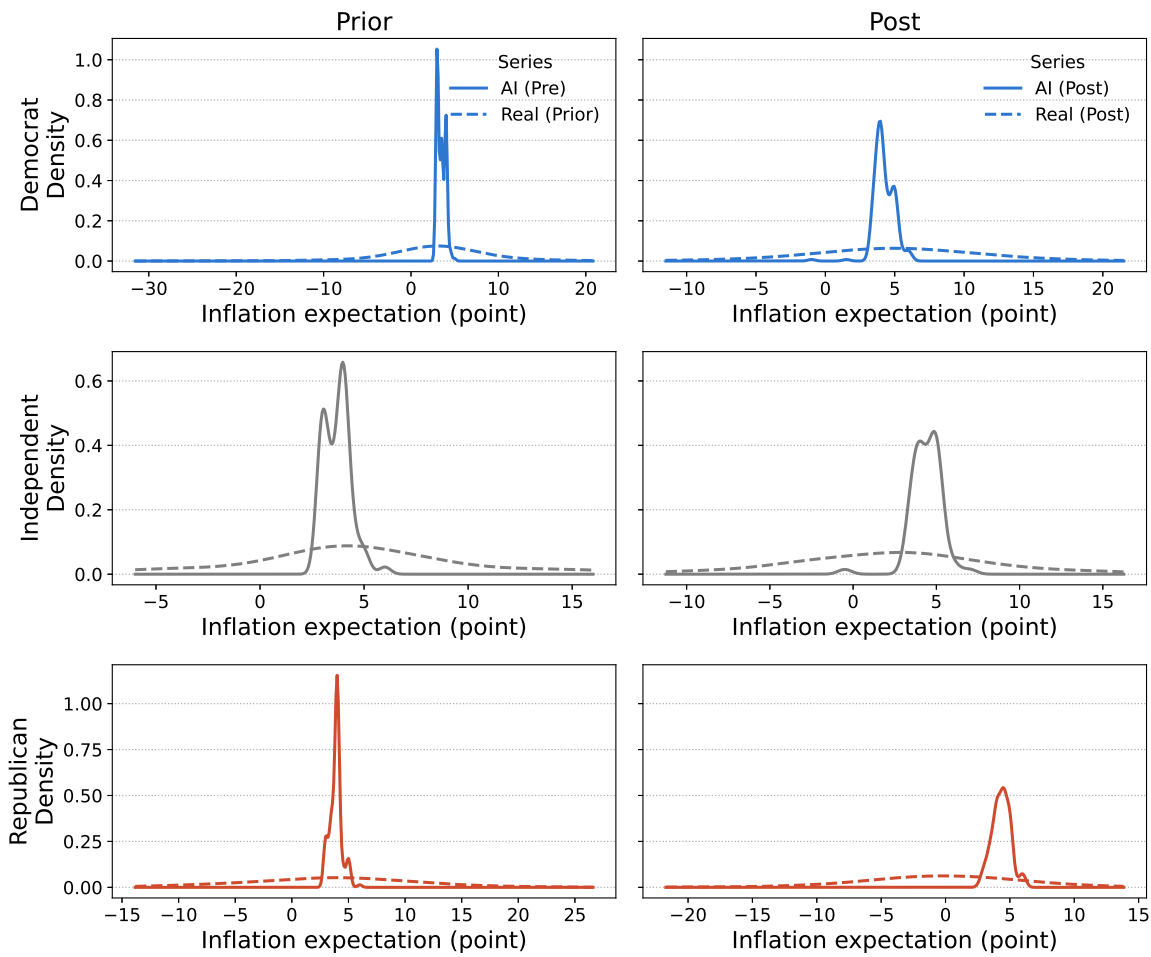 Prior
Post
Democrat
Density
1.0
0.8
0.6
0.4
0.2
0.0
Series
AI (Pre)
Real (Prior)
−30
−20
−10
0
10
20
Inflation expectation (point)
Series
AI (Post)
Real (Post)
−10
−5
0
5
10
15
20
Inflation expectation (point)
Independent
Density
0.6
0.4
0.2
0.0
−5
0
5
10
15
Inflation expectation (point)
−10
−5
0
5
10
15
Inflation expectation (point)
Republican
Density
1.00
0.75
0.50
0.25
0.00
−15
−10
−5
0
5
10
15
20
25
Inflation expectation (point)
−20
−15
−10
−5
0
5
10
15
Inflation expectation (point)